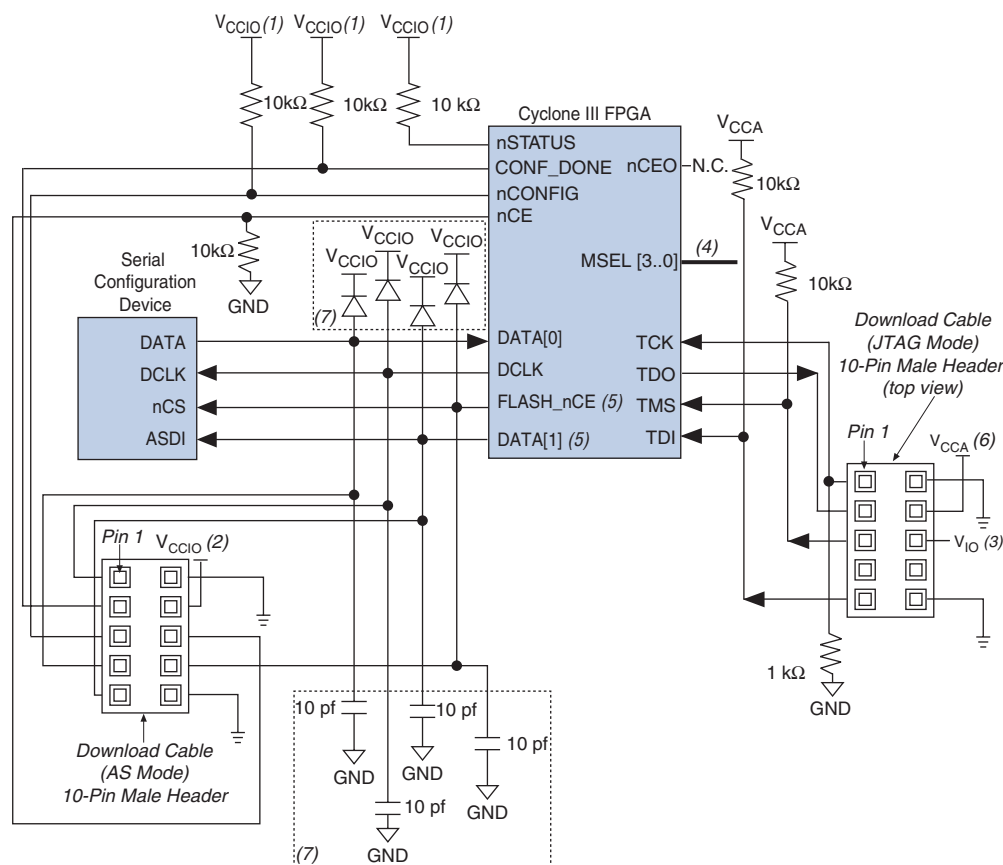 VCCIO (1) VCCIO (1) VCCIO (1)
10kΩ 10kΩ 10 kΩ
Cyclone III FPGA
nSTATUS
CONF_DONE
nCONFIG
nCE
nCEO N.C.
MSEL [3..0] (4)
VCCA
10kΩ
VCCA
10kΩ
10kΩ
GND
VCCIO VCCIO VCCIO VCCIO
(7)
Serial
Configuration
Device
DATA
DCLK
nCS
ASDI
DATA[0]
DCLK
FLASH_nCE (5)
DATA[1] (5)
TCK
TDO
TMS
TDI
Download Cable
(JTAG Mode)
10-Pin Male Header
(top view)
Pin 1
VCCA (6)
VIO (3)
1 kΩ
GND
Pin 1 VCCIO (2)
Download Cable
(AS Mode)
10-Pin Male Header
10 pf
GND
10 pf
GND
10 pf
GND
10 pf
GND
(7)